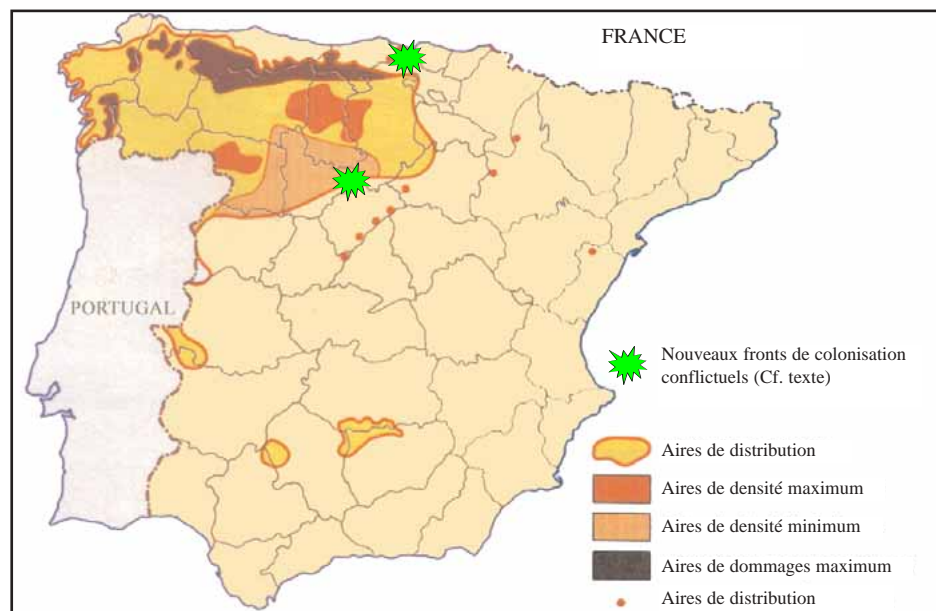 FRANCE
PORTUGAL
Nouveaux fronts de colonisation
conflictuels (Cf. texte)
Aires de distribution
Aires de densité maximum
Aires de densité minimum
Aires de dommages maximum
Aires de distribution